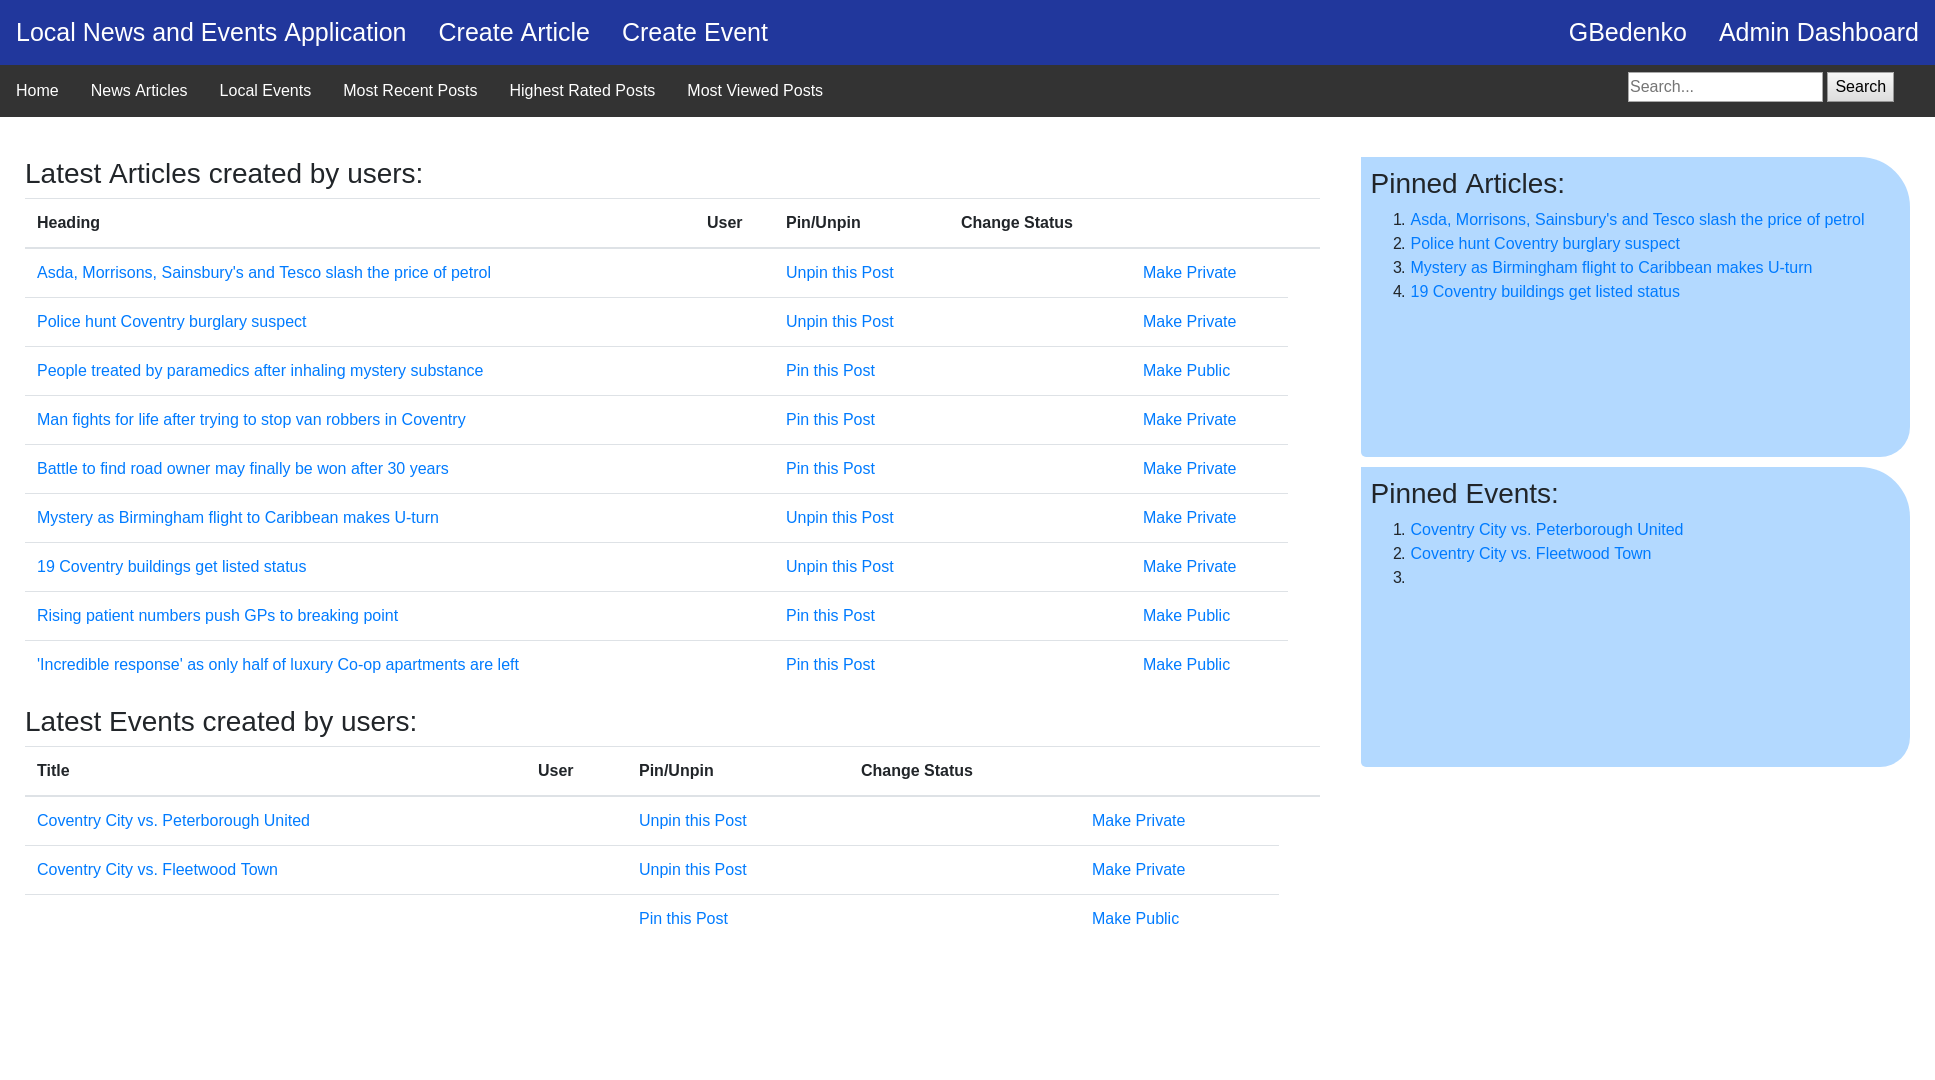 Local News and Events Application Create Article Create Event GBedenko Admin Dashboard
Home News Articles Local Events Most Recent Posts Highest Rated Posts Most Viewed Posts Search... Search
Latest Articles created by users:
Heading User Pin/Unpin Change Status
Asda, Morrisons, Sainsbury's and Tesco slash the price of petrol Unpin this Post Make Private
Police hunt Coventry burglary suspect Unpin this Post Make Private
People treated by paramedics after inhaling mystery substance Pin this Post Make Public
Man fights for life after trying to stop van robbers in Coventry Pin this Post Make Private
Battle to find road owner may finally be won after 30 years Pin this Post Make Private
Mystery as Birmingham flight to Caribbean makes U-turn Unpin this Post Make Private
19 Coventry buildings get listed status Unpin this Post Make Private
Rising patient numbers push GPs to breaking point Pin this Post Make Public
'Incredible response' as only half of luxury Co-op apartments are left Pin this Post Make Public
Latest Events created by users:
Title User Pin/Unpin Change Status
Coventry City vs. Peterborough United Unpin this Post Make Private
Coventry City vs. Fleetwood Town Unpin this Post Make Private
Pin this Post Make Public
Pinned Articles:
1. Asda, Morrisons, Sainsbury's and Tesco slash the price of petrol
2. Police hunt Coventry burglary suspect
3. Mystery as Birmingham flight to Caribbean makes U-turn
4. 19 Coventry buildings get listed status
Pinned Events:
1. Coventry City vs. Peterborough United
2. Coventry City vs. Fleetwood Town
3.